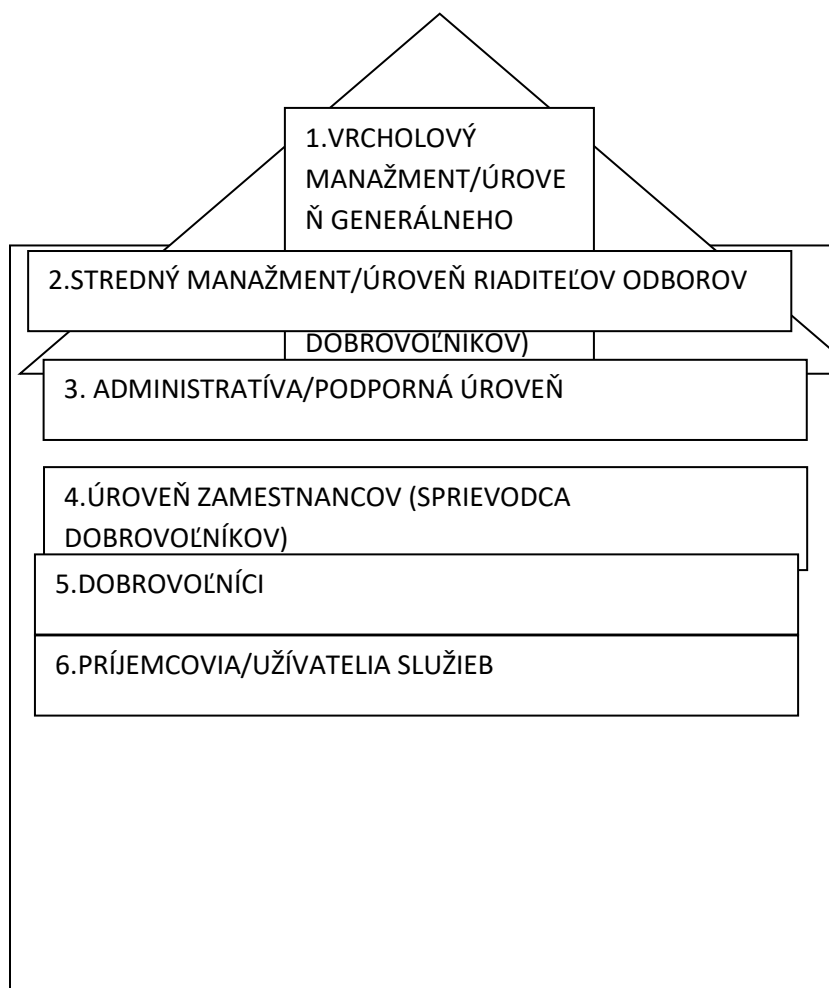 1.VRCHOLOVÝ
MANAŽMENT/ÚROVE
Ň GENERÁLNEHO
2.STREDNÝ MANAŽMENT/ÚROVEŇ RIADITEĽOV ODBOROV
DOBROVOĽNÍKOV)
3. ADMINISTRATÍVA/PODPORNÁ ÚROVEŇ
4.ÚROVEŇ ZAMESTNANCOV (SPRIEVODCA
DOBROVOĽNÍKOV)
5.DOBROVOĽNÍCI
6.PRÍJEMCOVIA/UŽÍVATELIA SLUŽIEB